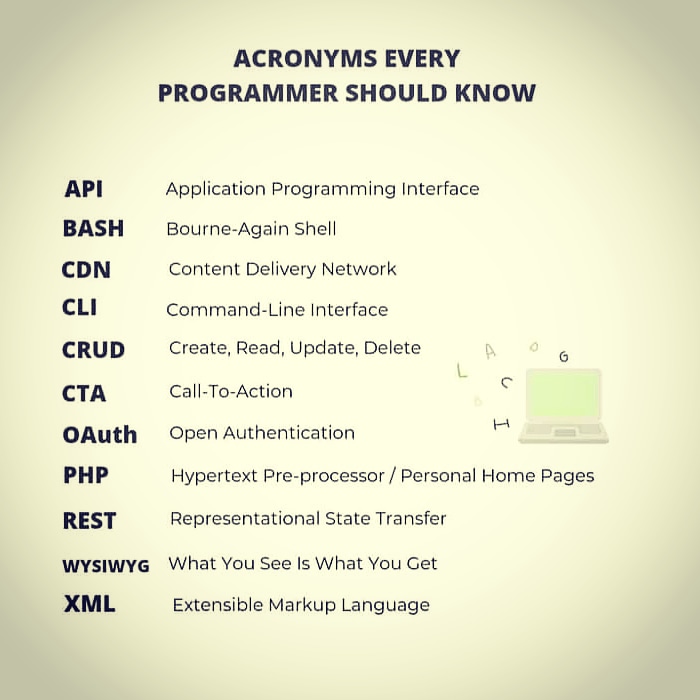 ACRONYMS EVERY
PROGRAMMER SHOULD KNOW
API Application Programming Interface
BASH Bourne-Again Shell
CDN Content Delivery Network
CLI Command-Line Interface
CRUD Create, Read, Update, Delete
CTA Call-To-Action
OAuth Open Authentication
PHP Hypertext Pre-processor / Personal Home Pages
REST Representational State Transfer
WYSIWYG What You See Is What You Get
XML Extensible Markup Language